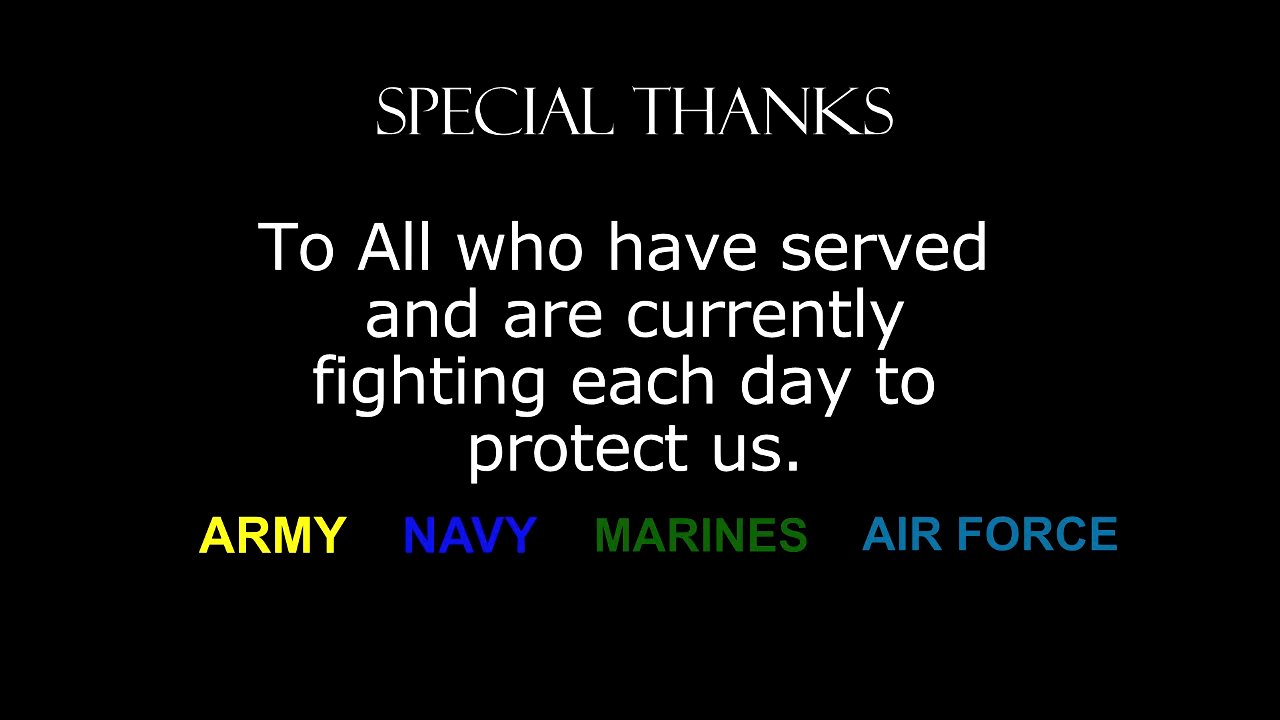 SPECIAL THANKS
To All who have served
and are currently
fighting each day to
protect us.
ARMY NAVY MARINES AIR FORCE